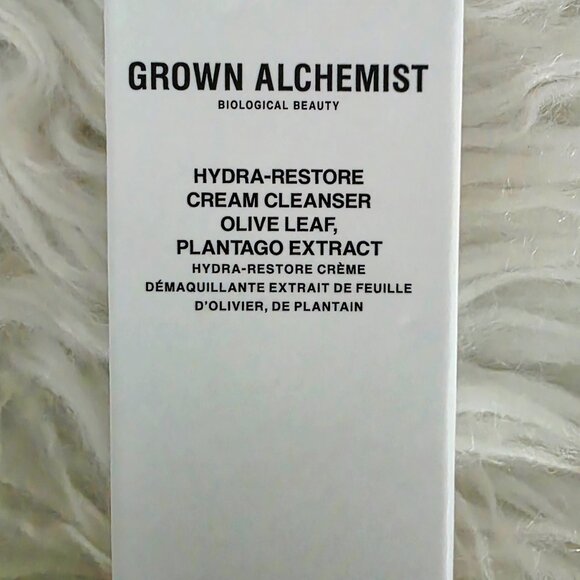 GROWN ALCHEMIST
BIOLOGICAL BEAUTY
HYDRA-RESTORE
CREAM CLEANSER
OLIVE LEAF,
PLANTAGO EXTRACT
HYDRA-RESTORE CRÈME
DÉMAQUILLANTE EXTRAIT DE FEUILLE
D'OLIVIER, DE PLANTAIN